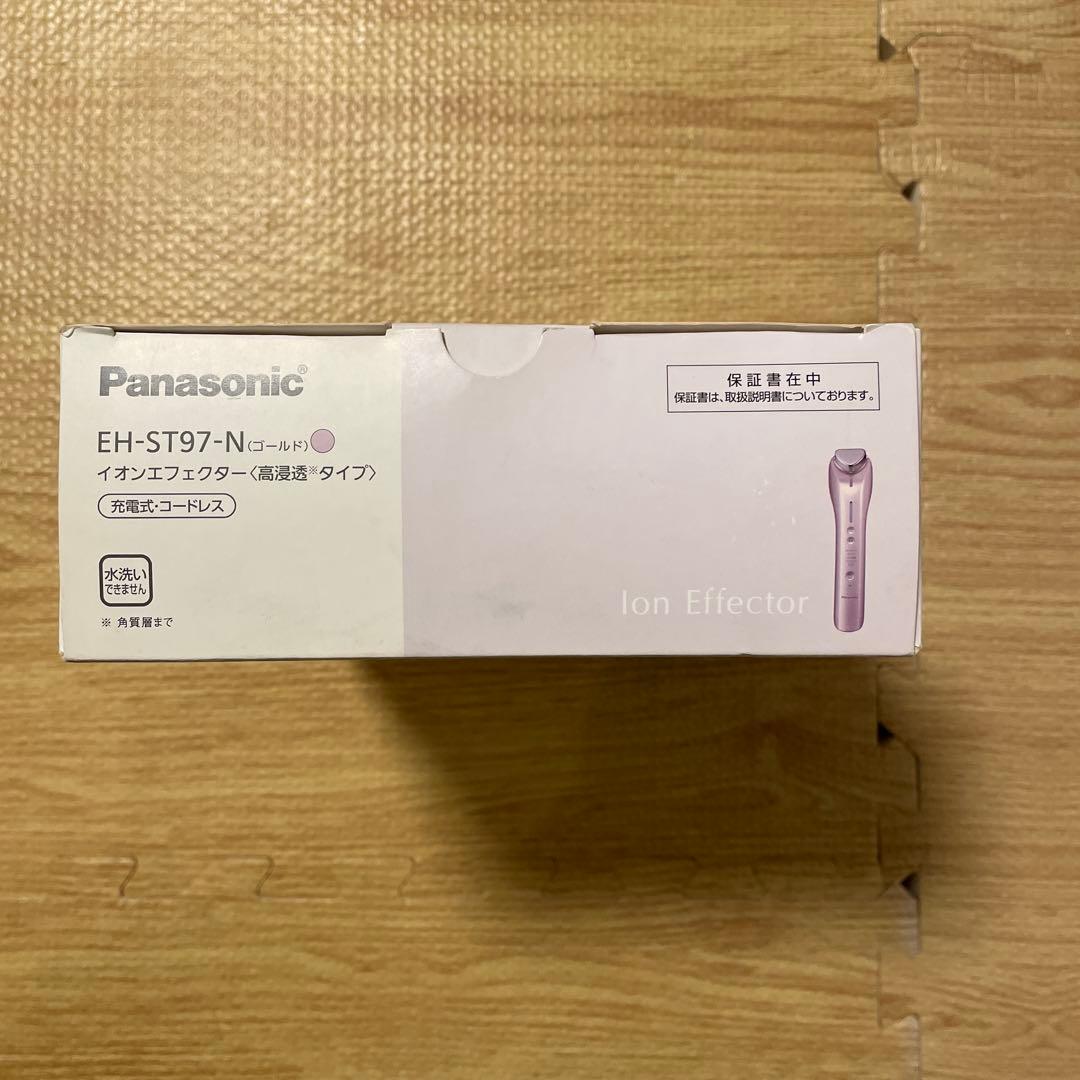 Panasonic®
EH-ST97-N(ゴールド)
イオンエフェクター〈高浸透※タイプ〉
充電式・コードレス
水洗い
できません
※ 角質層まで
保証書在中
保証書は、取扱説明書についております。
Ion Effector